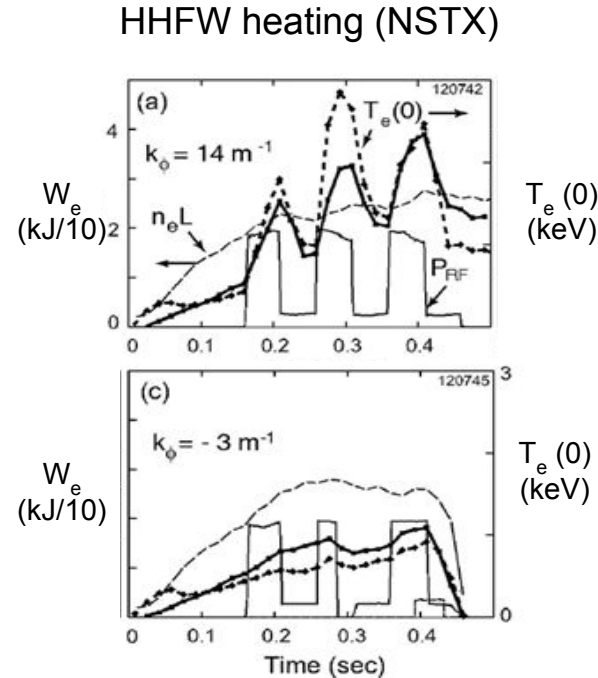 HHFW heating (NSTX)
(a)
120742
T_e(0)
4
k_ϕ = 14 m⁻¹
W_e
(kJ/10)
n_eL
2
T_e (0)
(keV)
P_RF
0
0 0.1 0.2 0.3 0.4
(c)
120745
3
k_ϕ = - 3 m⁻¹
W_e
(kJ/10)
T_e (0)
(keV)
0
0 0.1 0.2 0.3 0.4
Time (sec)